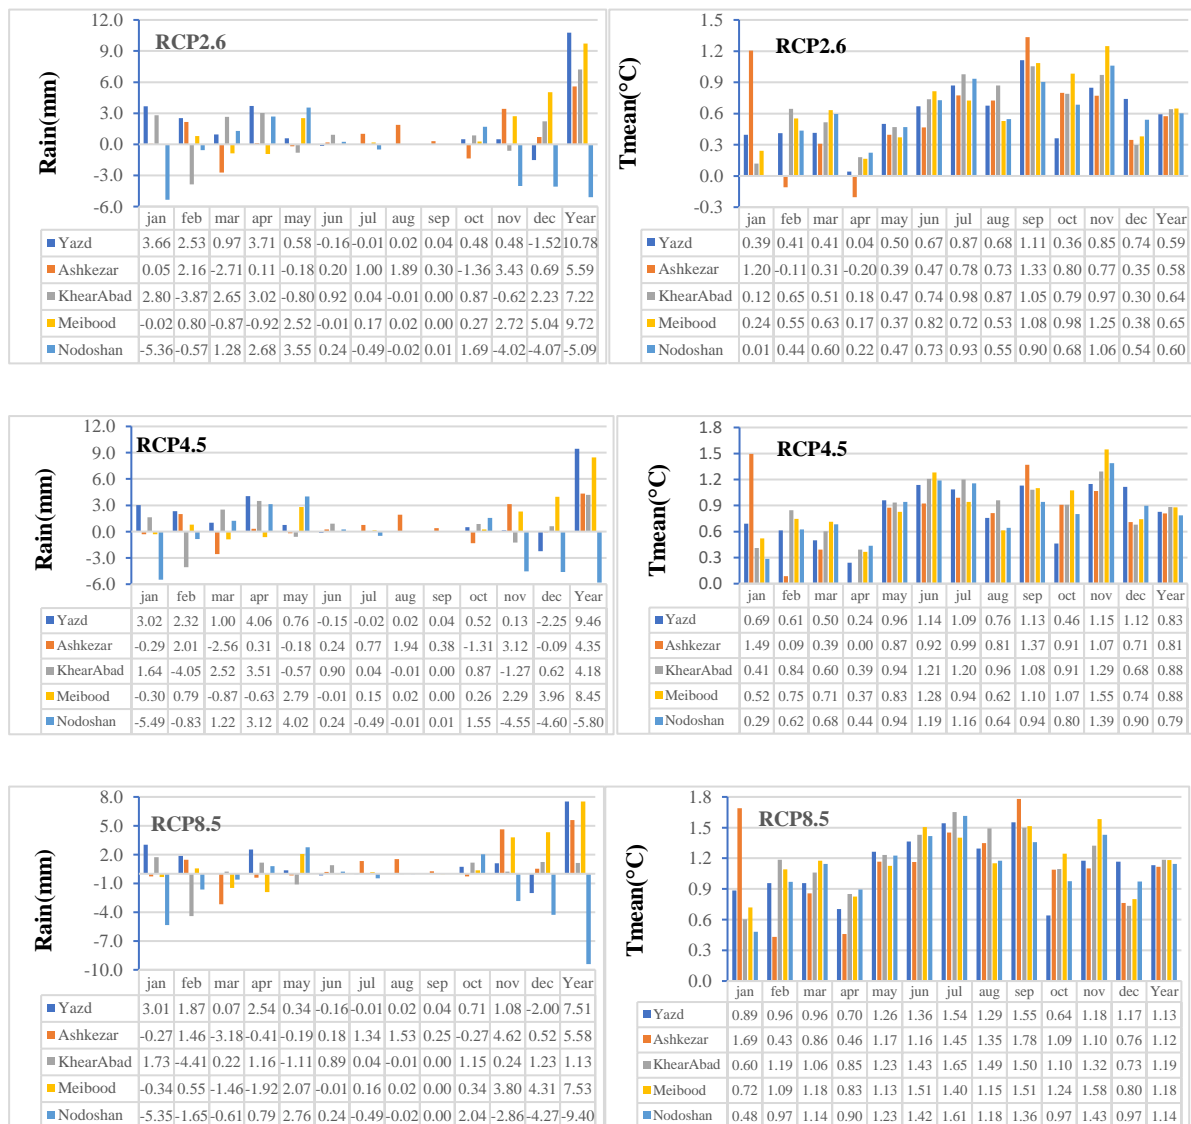 RCP2.6
Rain(mm)
12.0
9.0
6.0
3.0
0.0
-3.0
-6.0
jan feb mar apr may jun jul aug sep oct nov dec Year
Yazd 3.66 2.53 0.97 3.71 0.58 -0.16 -0.01 0.02 0.04 0.48 0.48 -1.52 10.78
Ashkezar 0.05 2.16 -2.71 0.11 -0.18 0.20 1.00 1.89 0.30 -1.36 3.43 0.69 5.59
KhearAbad 2.80 -3.87 2.65 3.02 -0.80 0.92 0.04 -0.01 0.00 0.87 -0.62 2.23 7.22
Meibood -0.02 0.80 -0.87 -0.92 2.52 -0.01 0.17 0.02 0.00 0.27 2.72 5.04 9.72
Nodoshan -5.36 -0.57 1.28 2.68 3.55 0.24 -0.49 -0.02 0.01 1.69 -4.02 -4.07 -5.09
RCP2.6
Tmean(°C)
1.5
1.2
0.9
0.6
0.3
0.0
-0.3
jan feb mar apr may jun jul aug sep oct nov dec Year
Yazd 0.39 0.41 0.41 0.04 0.50 0.67 0.87 0.68 1.11 0.36 0.85 0.74 0.59
Ashkezar 1.20 -0.11 0.31 -0.20 0.39 0.47 0.78 0.73 1.33 0.80 0.77 0.35 0.58
KhearAbad 0.12 0.65 0.51 0.18 0.47 0.74 0.98 0.87 1.05 0.79 0.97 0.30 0.64
Meibood 0.24 0.55 0.63 0.17 0.37 0.82 0.72 0.53 1.08 0.98 1.25 0.38 0.65
Nodoshan 0.01 0.44 0.60 0.22 0.47 0.73 0.93 0.55 0.90 0.68 1.06 0.54 0.60
RCP4.5
Rain(mm)
12.0
9.0
6.0
3.0
0.0
-3.0
-6.0
jan feb mar apr may jun jul aug sep oct nov dec Year
Yazd 3.02 2.32 1.00 4.06 0.76 -0.15 -0.02 0.02 0.04 0.52 0.13 -2.25 9.46
Ashkezar -0.29 2.01 -2.56 0.31 -0.18 0.24 0.77 1.94 0.38 -1.31 3.12 -0.09 4.35
KhearAbad 1.64 -4.05 2.52 3.51 -0.57 0.90 0.04 -0.01 0.00 0.87 -1.27 0.62 4.18
Meibood -0.30 0.79 -0.87 -0.63 2.79 -0.01 0.15 0.02 0.00 0.26 2.29 3.96 8.45
Nodoshan -5.49 -0.83 1.22 3.12 4.02 0.24 -0.49 -0.01 0.01 1.55 -4.55 -4.60 -5.80
RCP4.5
Tmean(°C)
1.8
1.5
1.2
0.9
0.6
0.3
0.0
jan feb mar apr may jun jul aug sep oct nov dec Year
Yazd 0.69 0.61 0.50 0.24 0.96 1.14 1.09 0.76 1.13 0.46 1.15 1.12 0.83
Ashkezar 1.49 0.09 0.39 0.00 0.87 0.92 0.99 0.81 1.37 0.91 1.07 0.71 0.81
KhearAbad 0.41 0.84 0.60 0.39 0.94 1.21 1.20 0.96 1.08 0.91 1.29 0.68 0.88
Meibood 0.52 0.75 0.71 0.37 0.83 1.28 0.94 0.62 1.10 1.07 1.55 0.74 0.88
Nodoshan 0.29 0.62 0.68 0.44 0.94 1.19 1.16 0.64 0.94 0.80 1.39 0.90 0.79
RCP8.5
Rain(mm)
8.0
5.0
2.0
-1.0
-4.0
-7.0
-10.0
jan feb mar apr may jun jul aug sep oct nov dec Year
Yazd 3.01 1.87 0.07 2.54 0.34 -0.16 -0.01 0.02 0.04 0.71 1.08 -2.00 7.51
Ashkezar -0.27 1.46 -3.18 -0.41 -0.19 0.18 1.34 1.53 0.25 -0.27 4.62 0.52 5.58
KhearAbad 1.73 -4.41 0.22 1.16 -1.11 0.89 0.04 -0.01 0.00 1.15 0.24 1.23 1.13
Meibood -0.34 0.55 -1.46 -1.92 2.07 -0.01 0.16 0.02 0.00 0.34 3.80 4.31 7.53
Nodoshan -5.35 -1.65 -0.61 0.79 2.76 0.24 -0.49 -0.02 0.00 2.04 -2.86 -4.27 -9.40
RCP8.5
Tmean(°C)
1.8
1.5
1.2
0.9
0.6
0.3
0.0
jan feb mar apr may jun jul aug sep oct nov dec Year
Yazd 0.89 0.96 0.96 0.70 1.26 1.36 1.54 1.29 1.55 0.64 1.18 1.17 1.13
Ashkezar 1.69 0.43 0.86 0.46 1.17 1.16 1.45 1.35 1.78 1.09 1.10 0.76 1.12
KhearAbad 0.60 1.19 1.06 0.85 1.23 1.43 1.65 1.49 1.50 1.10 1.32 0.73 1.19
Meibood 0.72 1.09 1.18 0.83 1.13 1.51 1.40 1.15 1.51 1.24 1.58 0.80 1.18
Nodoshan 0.48 0.97 1.14 0.90 1.23 1.42 1.61 1.18 1.36 0.97 1.43 0.97 1.14